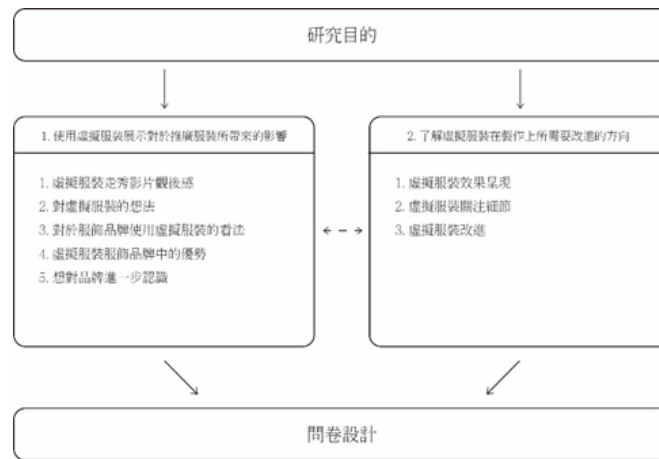 研究目的
1. 使用虛擬服裝展示對於推廣服裝所帶來的影響
1. 虛擬服裝走秀影片觀後感
2. 對虛擬服裝的想法
3. 對於服飾品牌使用虛擬服裝的看法
4. 虛擬服裝服飾品牌中的優勢
5. 想對品牌進一步認識
2. 了解虛擬服裝在製作上所需要改進的方向
1. 虛擬服裝效果呈現
2. 虛擬服裝關注細節
3. 虛擬服裝改進
問卷設計